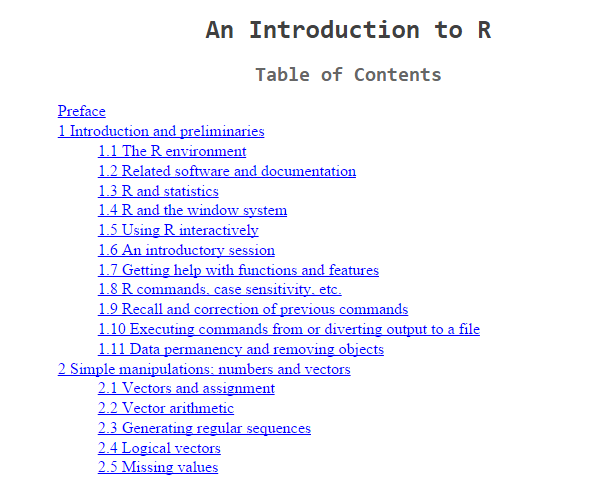 An Introduction to R
Table of Contents
Preface
1 Introduction and preliminaries
1.1 The R environment
1.2 Related software and documentation
1.3 R and statistics
1.4 R and the window system
1.5 Using R interactively
1.6 An introductory session
1.7 Getting help with functions and features
1.8 R commands, case sensitivity, etc.
1.9 Recall and correction of previous commands
1.10 Executing commands from or diverting output to a file
1.11 Data permanency and removing objects
2 Simple manipulations; numbers and vectors
2.1 Vectors and assignment
2.2 Vector arithmetic
2.3 Generating regular sequences
2.4 Logical vectors
2.5 Missing values